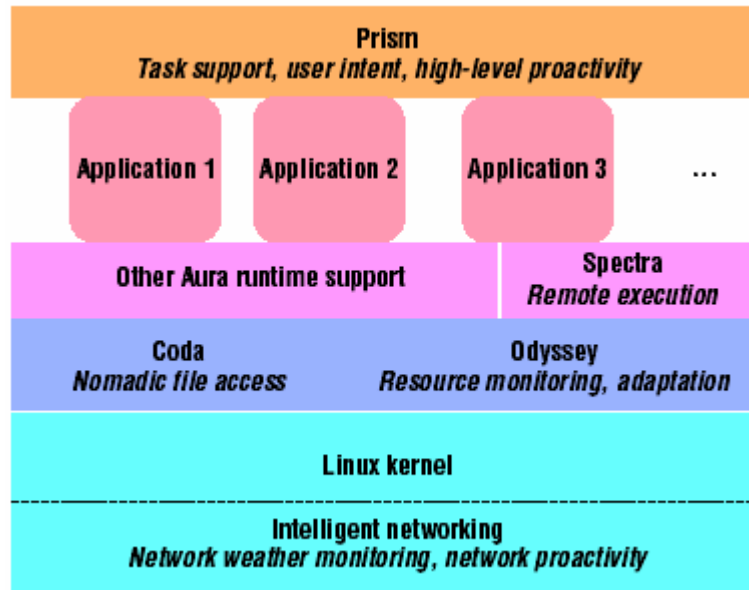 Prism
Task support, user intent, high-level proactivity
Application 1
Application 2
Application 3
...
Other Aura runtime support
Spectra
Remote execution
Coda
Nomadic file access
Odyssey
Resource monitoring, adaptation
Linux kernel
Intelligent networking
Network weather monitoring, network proactivity